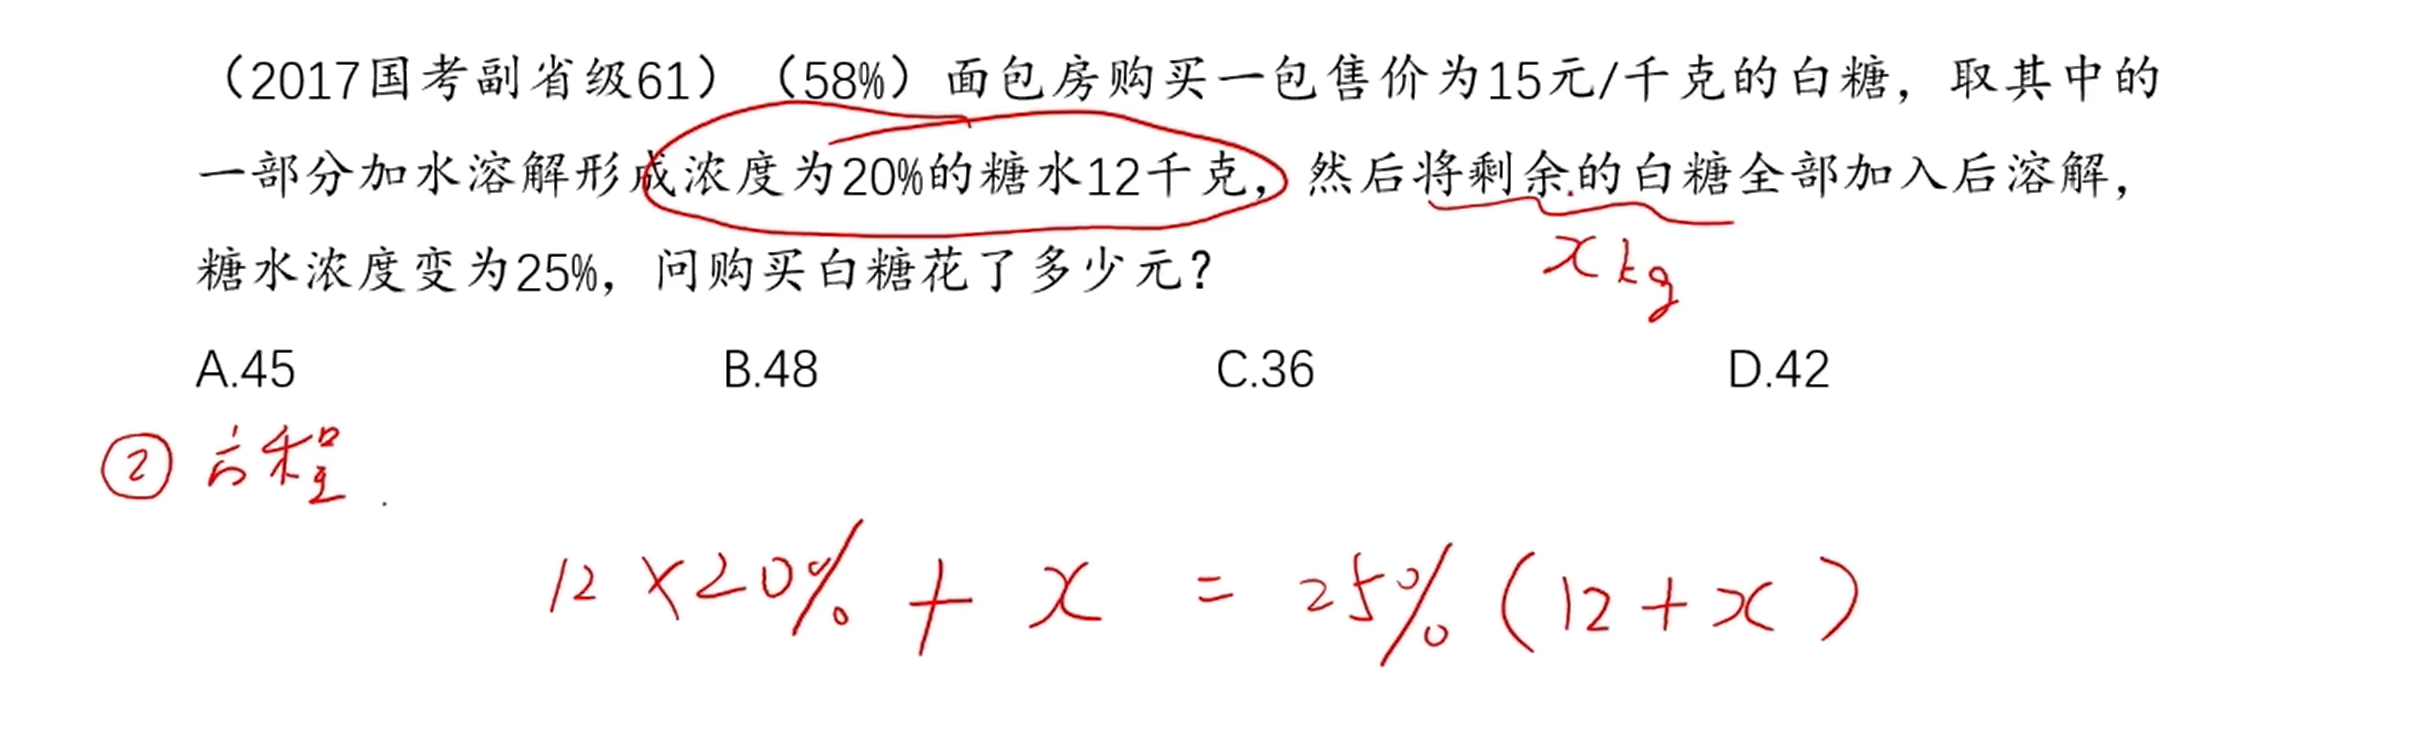 （2017国考副省级61）（58%）面包房购买一包售价为15元/千克的白糖，取其中的
一部分加水溶解形成浓度为20%的糖水12千克，然后将剩余的白糖全部加入后溶解，
糖水浓度变为25%，问购买白糖花了多少元？
x kg
A.45 B.48 C.36 D.42
② 方程.
12×20%+x = 25%(12+x)